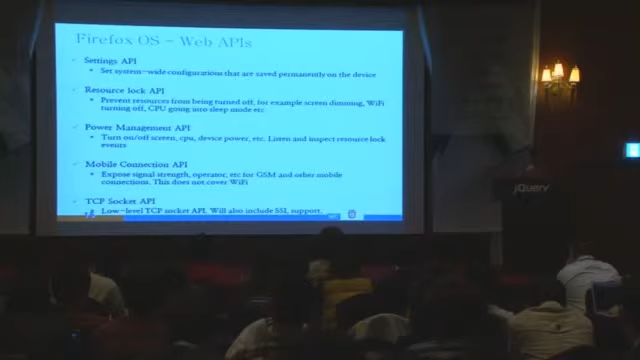 Firefox OS - Web APIs
Settings API
Set system-wide configurations that are saved permanently on the device
Resource lock API
Prevent resources from being turned off, for example screen dimming, WiFi
turning off, CPU going into sleep mode etc
Power Management API
Turn on/off screen, cpu, device power, etc. Listen and inspect resource lock
events
Mobile Connection API
Expose signal strength, operator, etc for GSM and other mobile
connections. This does not cover WiFi
TCP Socket API
Low-level TCP socket API. Will also include SSL support.
jQUERY